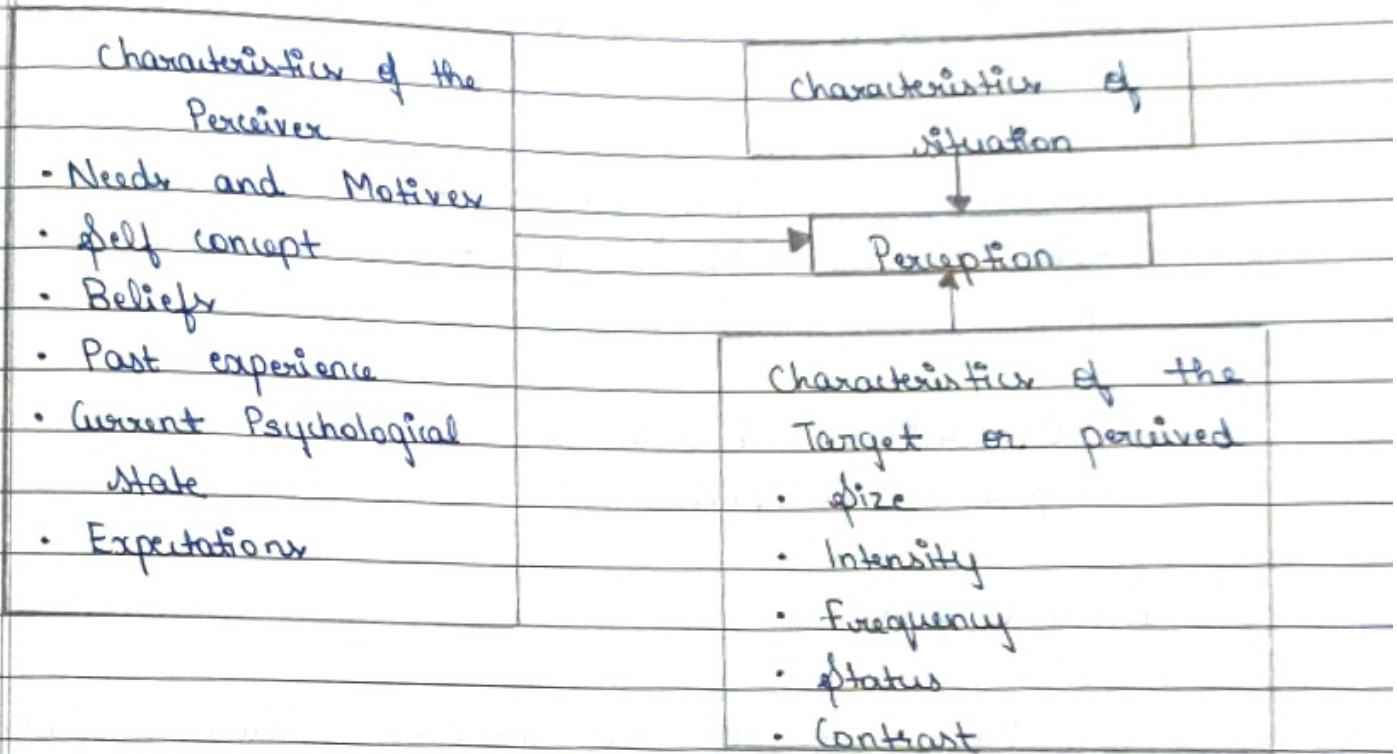 Characteristics of the
Perceiver
• Needs and Motives
• Self concept
• Beliefs
• Past experience
• Current Psychological
state
• Expectations
Characteristics of
situation
Perception
Characteristics of the
Target or perceived
• Size
• Intensity
• Frequency
• Status
• Contrast